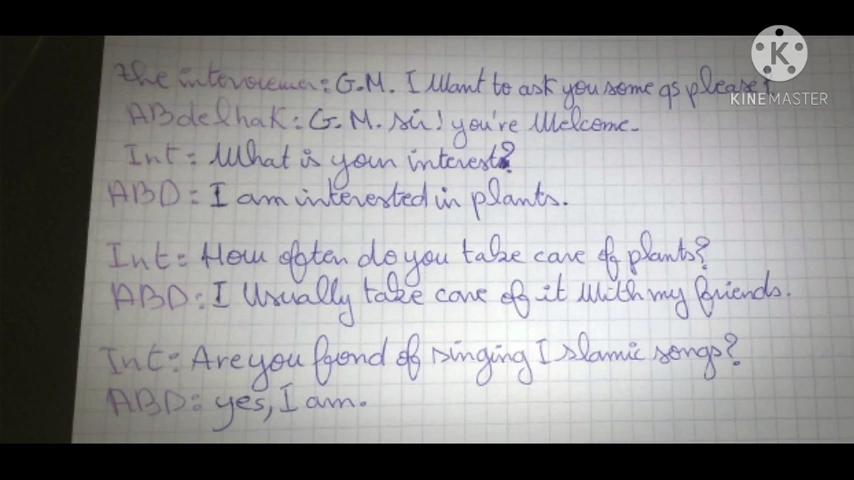 The interviewer: G.M. I want to ask you some qs please!
KINEMASTER
ABdelhaK: G.M. sir! you're Welcome.
Int: What is your interest?
ABD: I am interested in plants.
Int: How often do you take care of plants?
ABD: I Usually take care of it with my friends.
Int: Are you fond of singing Islamic songs?
ABD: yes, I am.